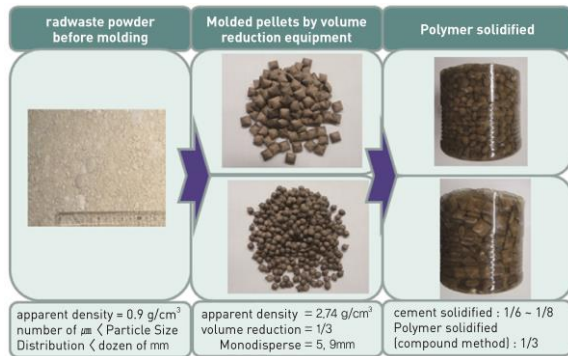 radwaste powder
before molding
Molded pellets by volume
reduction equipment
Polymer solidified
apparent density = 0.9 g/cm³
number of ㎛ < Particle Size
Distribution < dozen of mm
apparent density = 2,74 g/cm³
volume reduction = 1/3
Monodisperse = 5, 9mm
cement solidified : 1/6 ~ 1/8
Polymer solidified
(compound method) : 1/3